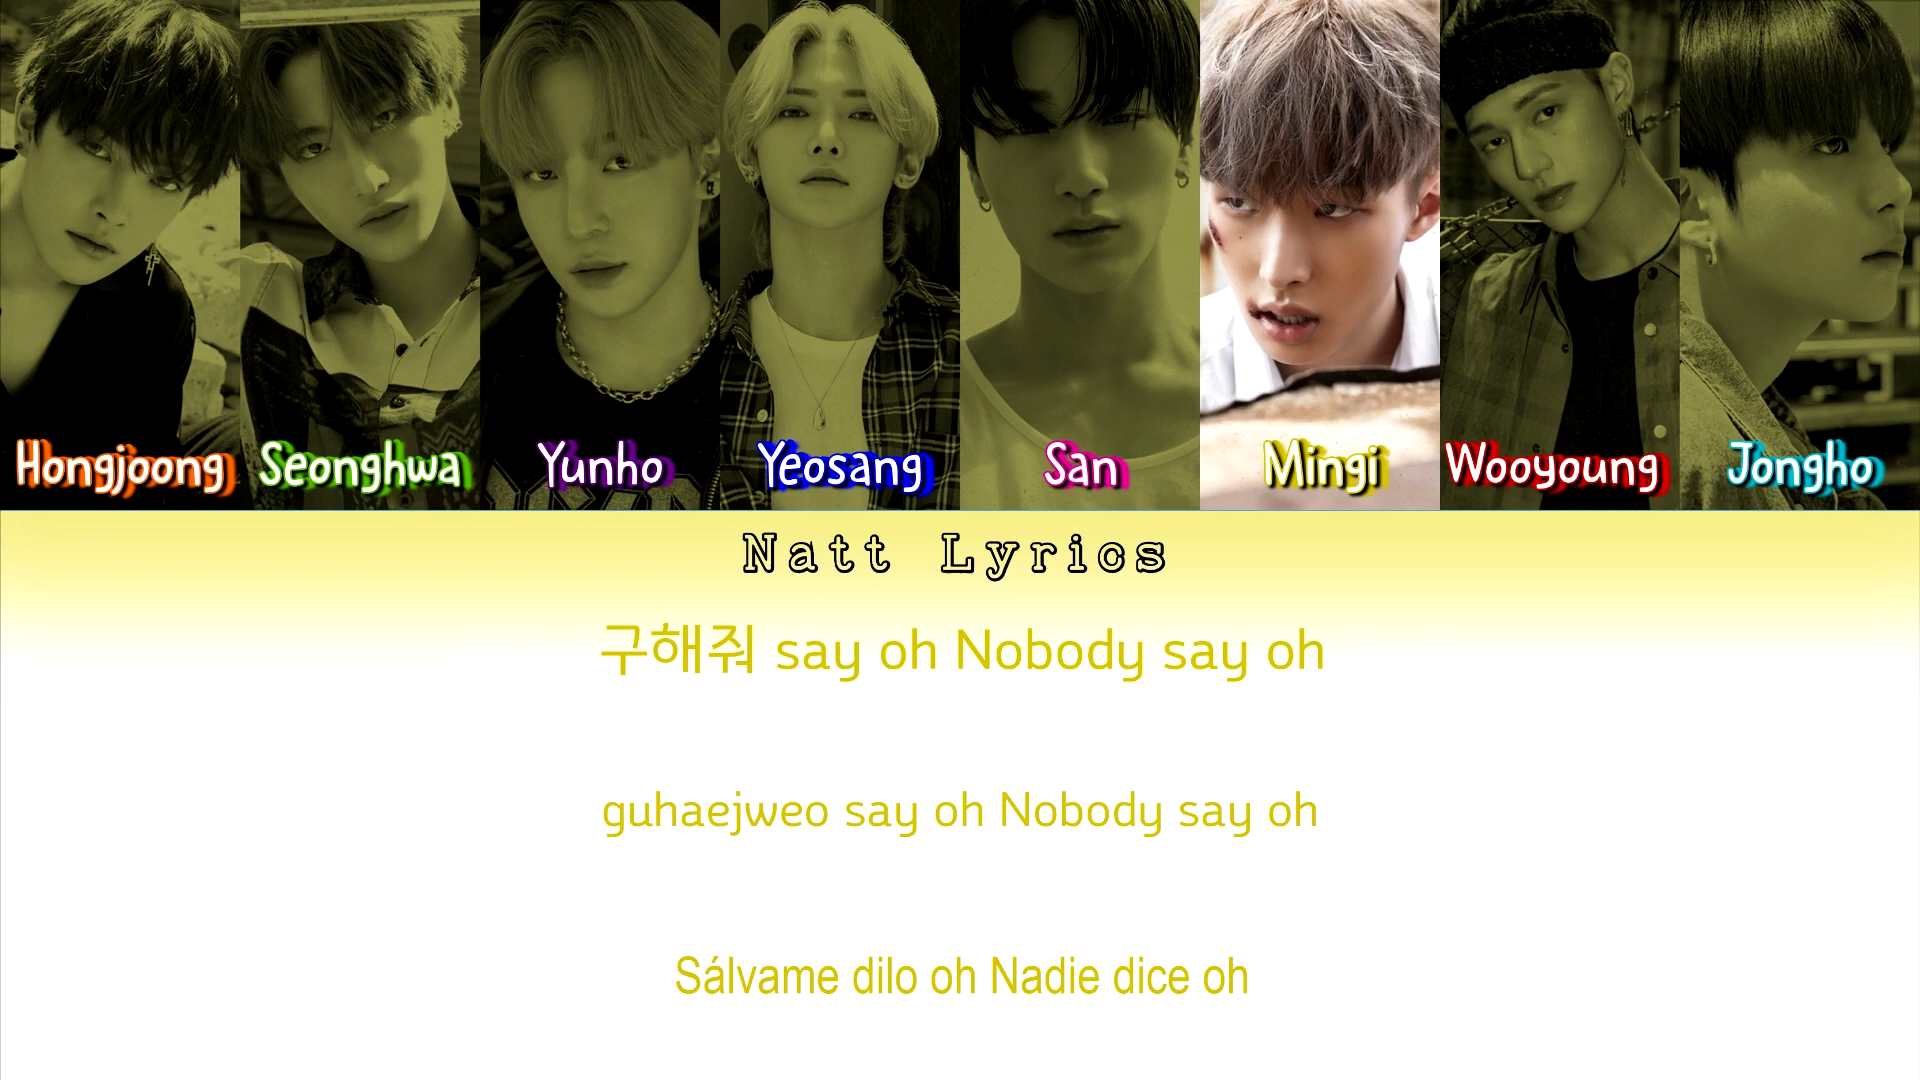 Hongjoong Seonghwa Yunho Yeosang San Mingi Wooyoung Jongho
Natt Lyrics
구해줘 say oh Nobody say oh
guhaejweo say oh Nobody say oh
Sálvame dilo oh Nadie dice oh